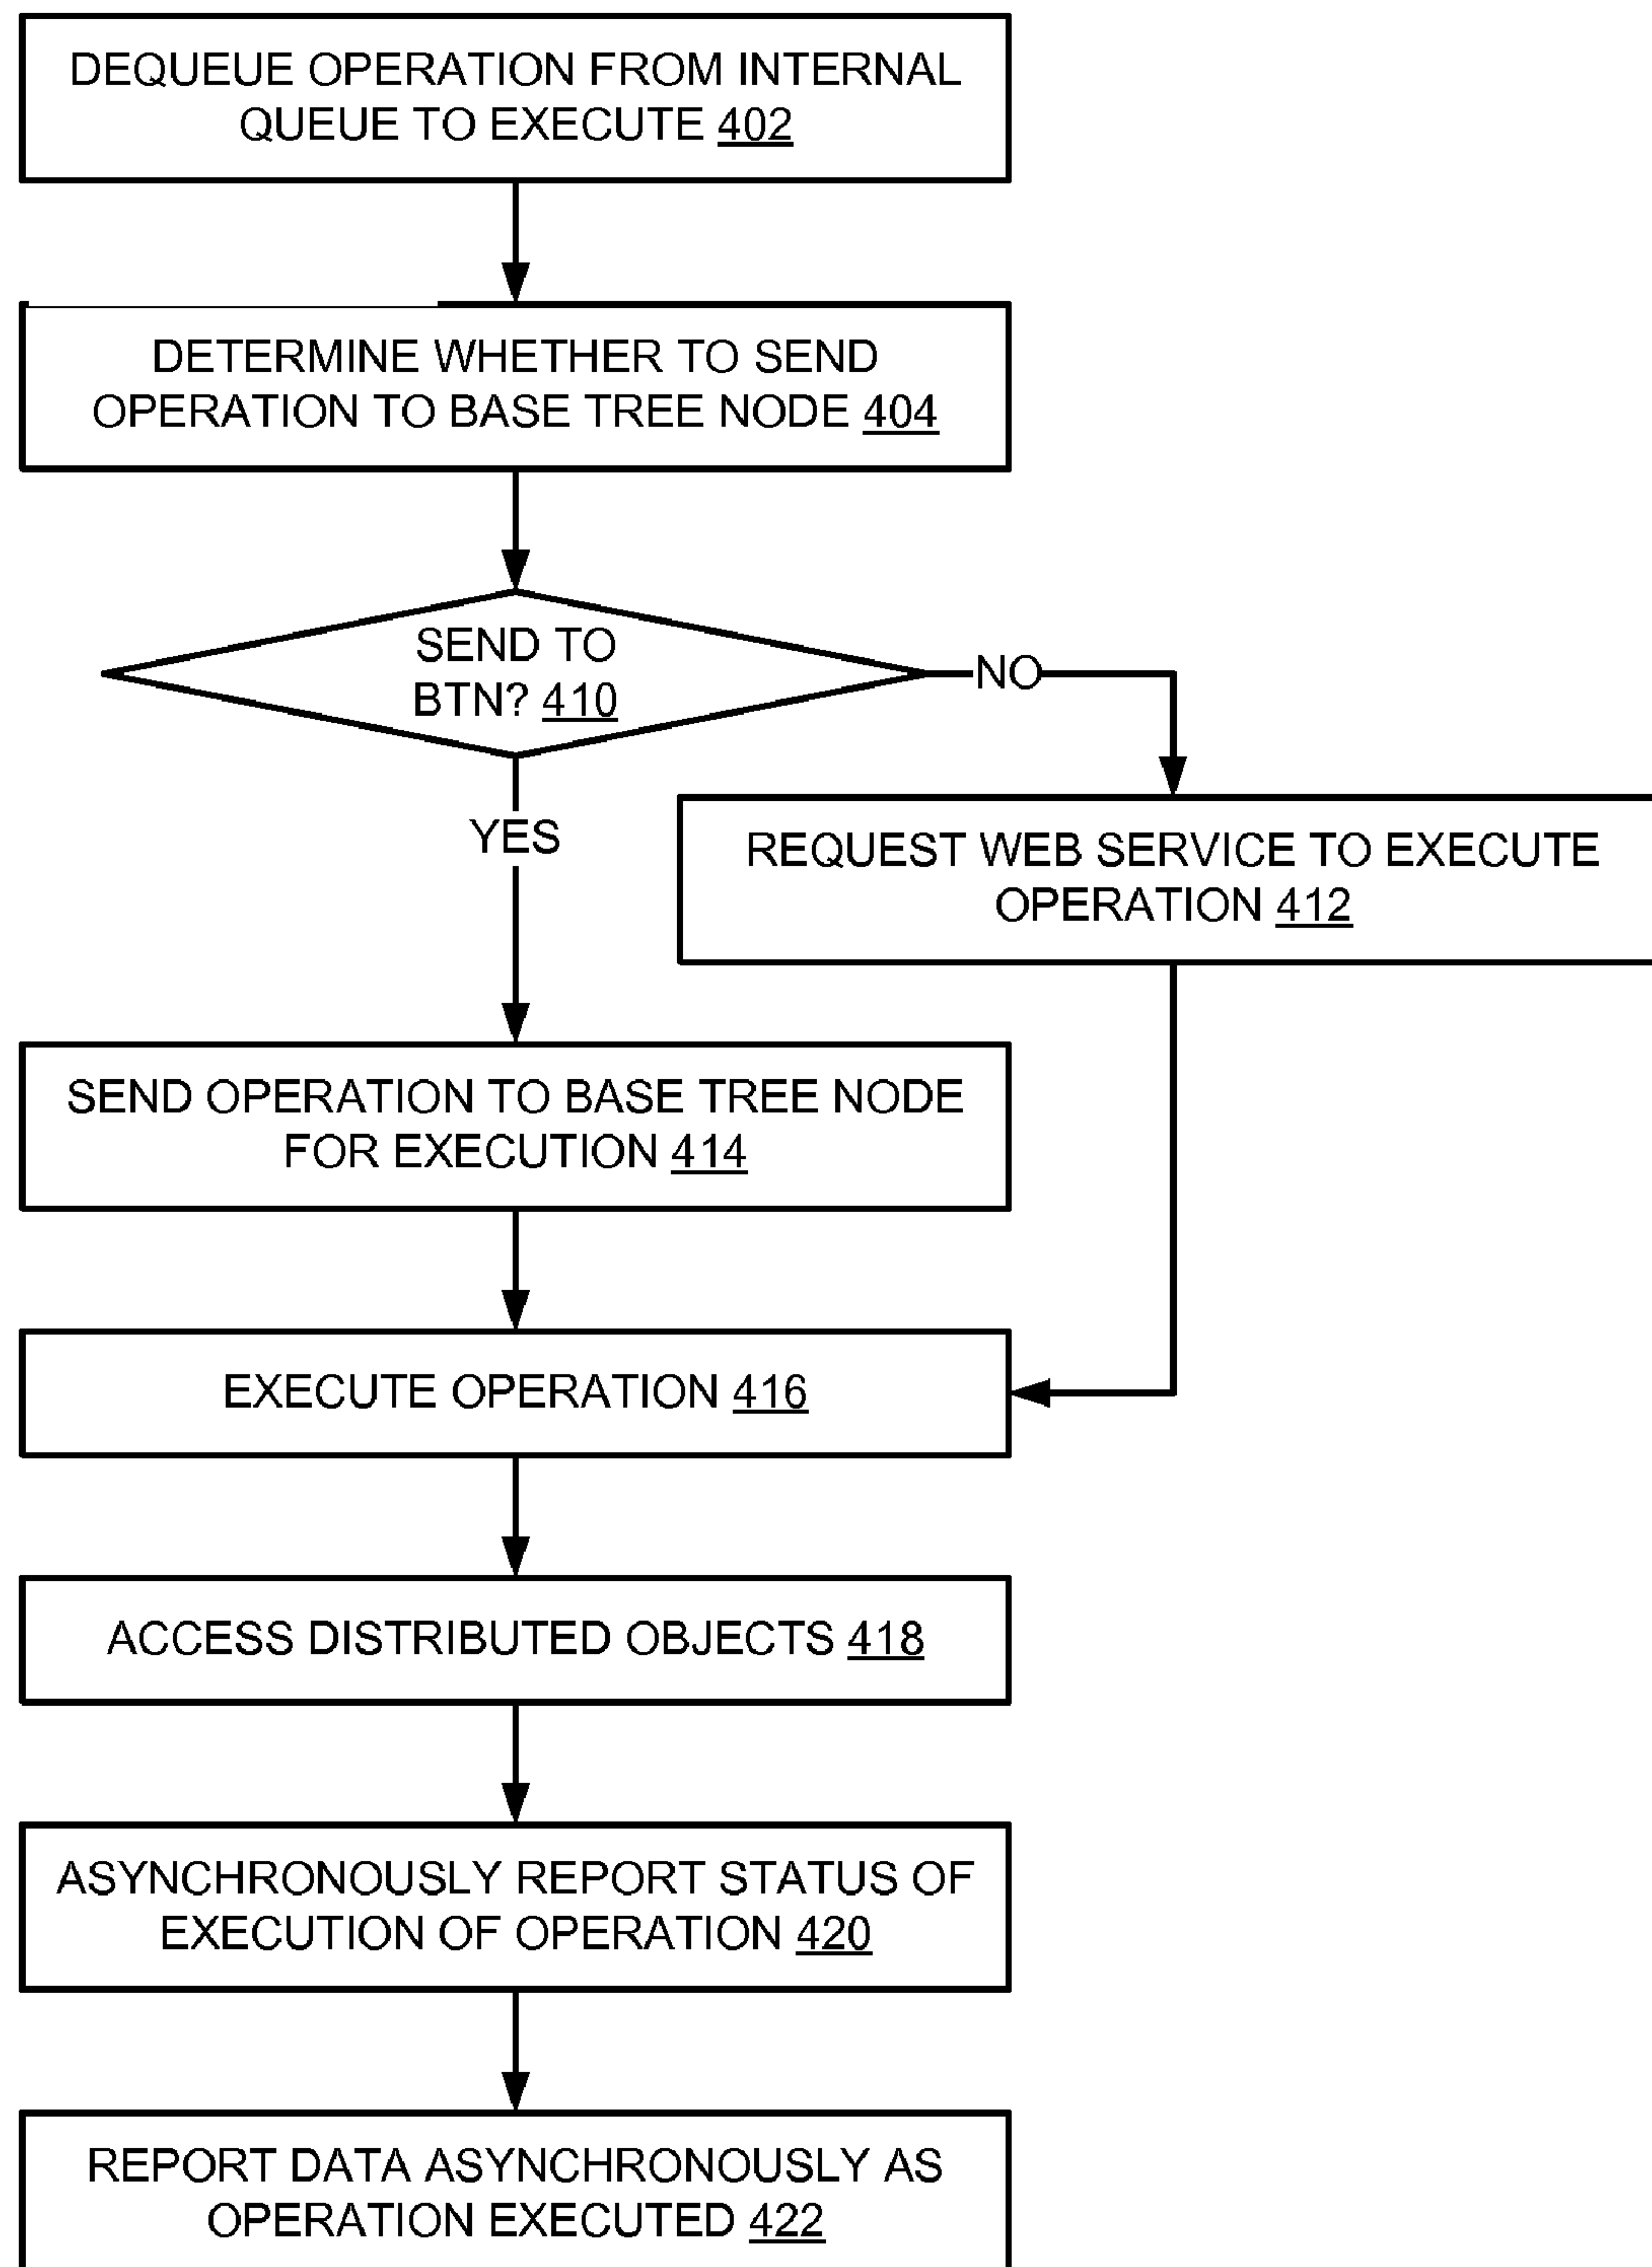 DEQUEUE OPERATION FROM INTERNAL
QUEUE TO EXECUTE 402
DETERMINE WHETHER TO SEND
OPERATION TO BASE TREE NODE 404
SEND TO
BTN? 410
NO
YES
REQUEST WEB SERVICE TO EXECUTE
OPERATION 412
SEND OPERATION TO BASE TREE NODE
FOR EXECUTION 414
EXECUTE OPERATION 416
ACCESS DISTRIBUTED OBJECTS 418
ASYNCHRONOUSLY REPORT STATUS OF
EXECUTION OF OPERATION 420
REPORT DATA ASYNCHRONOUSLY AS
OPERATION EXECUTED 422